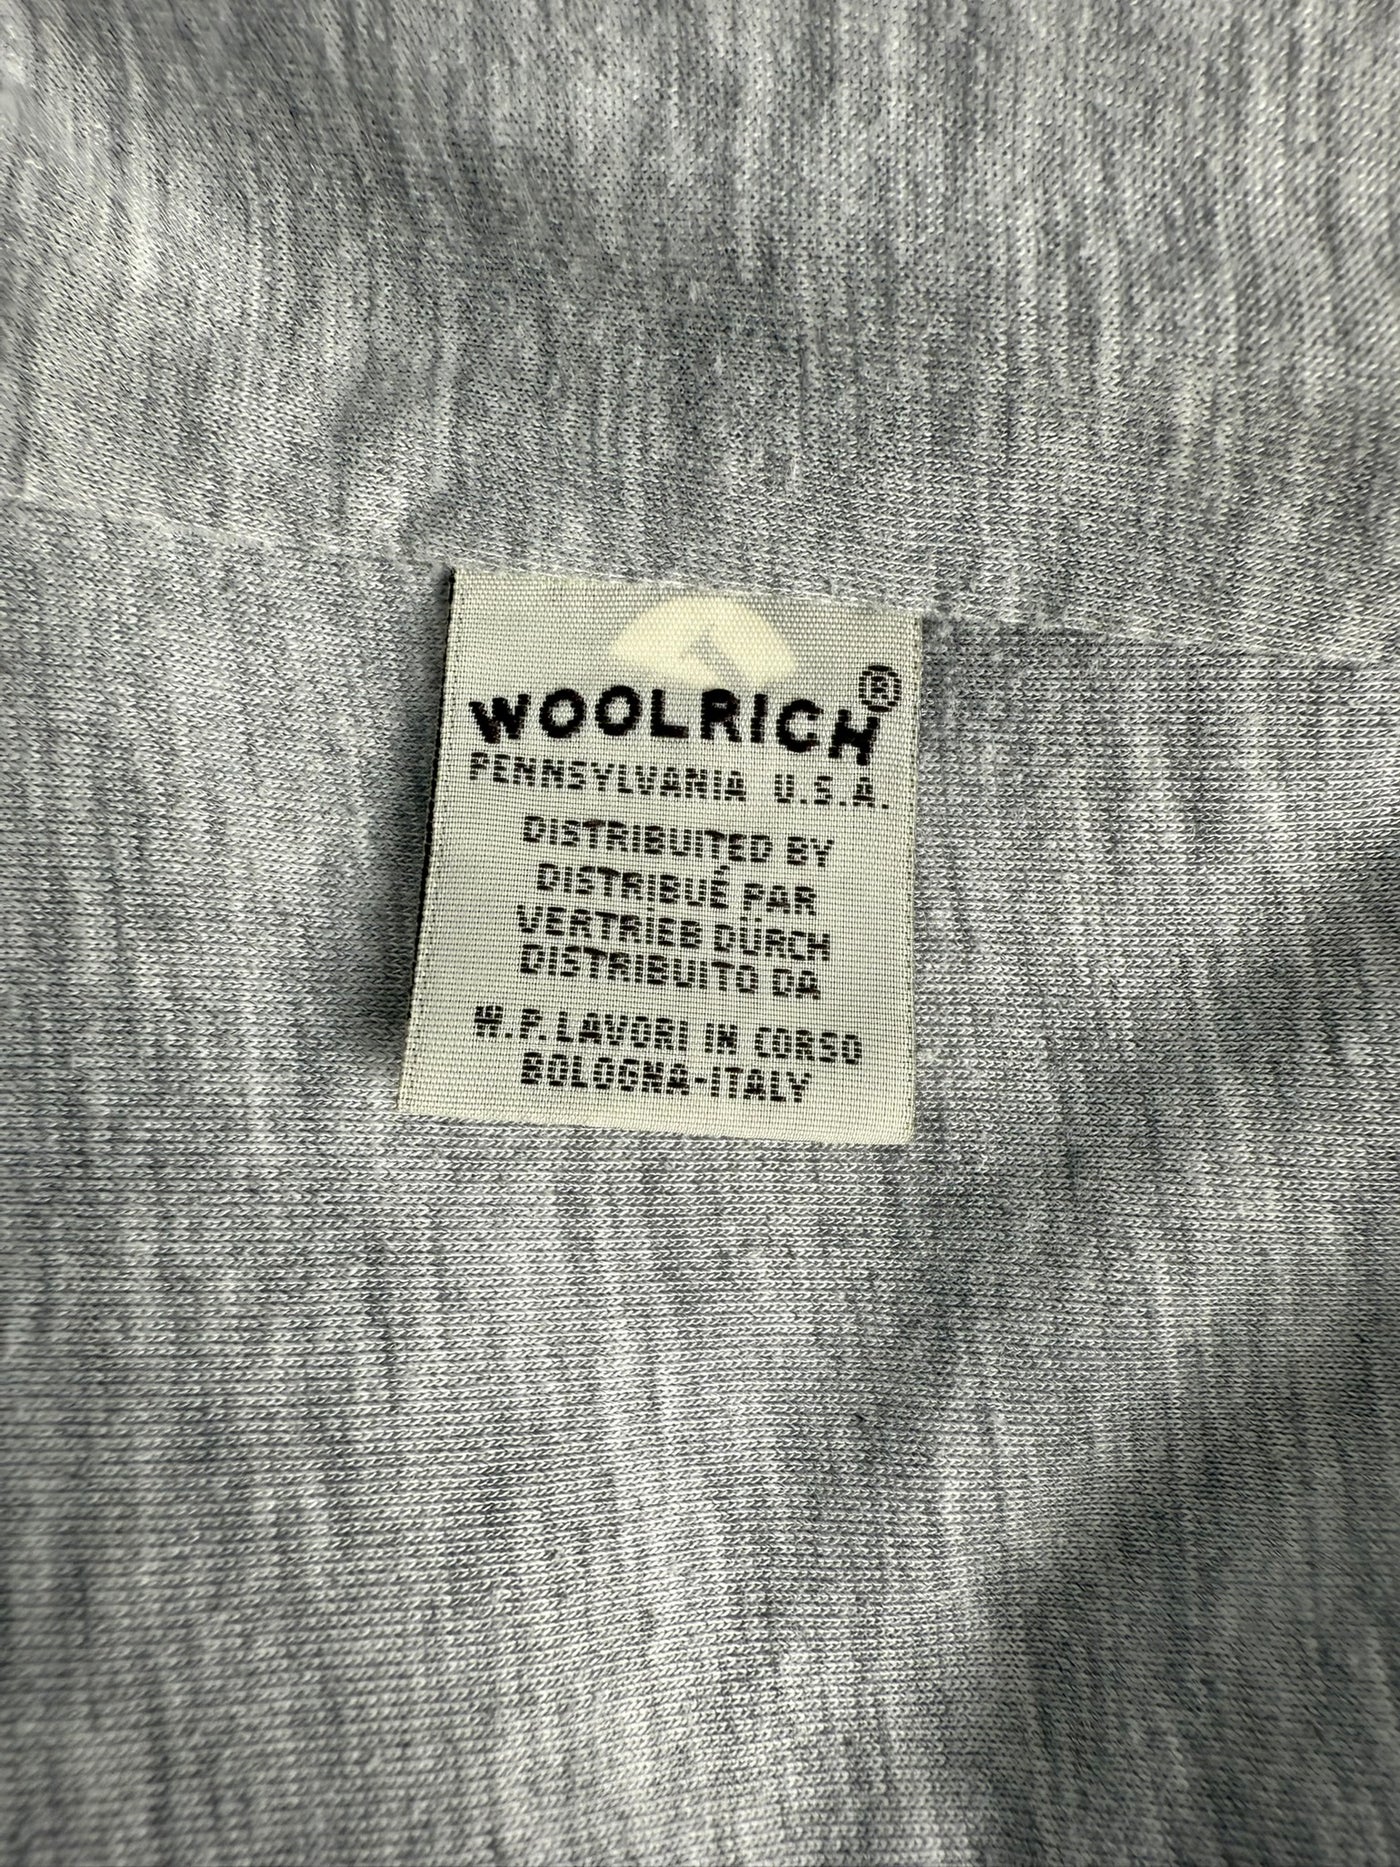 WOOLRICH®
PENNSYLVANIA U.S.A.
DISTRIBUITED BY
DISTRIBUÉ PAR
VERTRIEB DÜRCH
DISTRIBUITO DA
W.P. LAVORI IN CORSO
BOLOGNA-ITALY